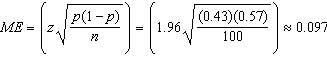 ME = ( z √( p(1 − p) / n ) ) = ( 1.96 √( (0.43)(0.57) / 100 ) ) ≈ 0.097